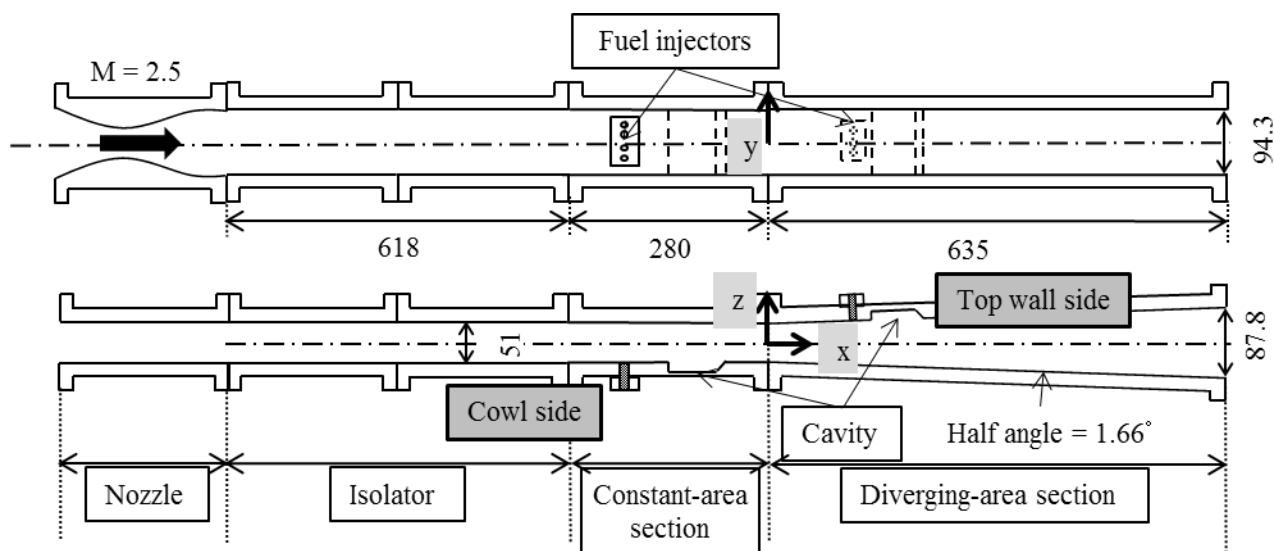 Fuel injectors
M = 2.5
y
94.3
618
280
635
z
Top wall side
51
x
87.8
Cowl side
Cavity
Half angle = 1.66°
Nozzle
Isolator
Constant-area
section
Diverging-area section